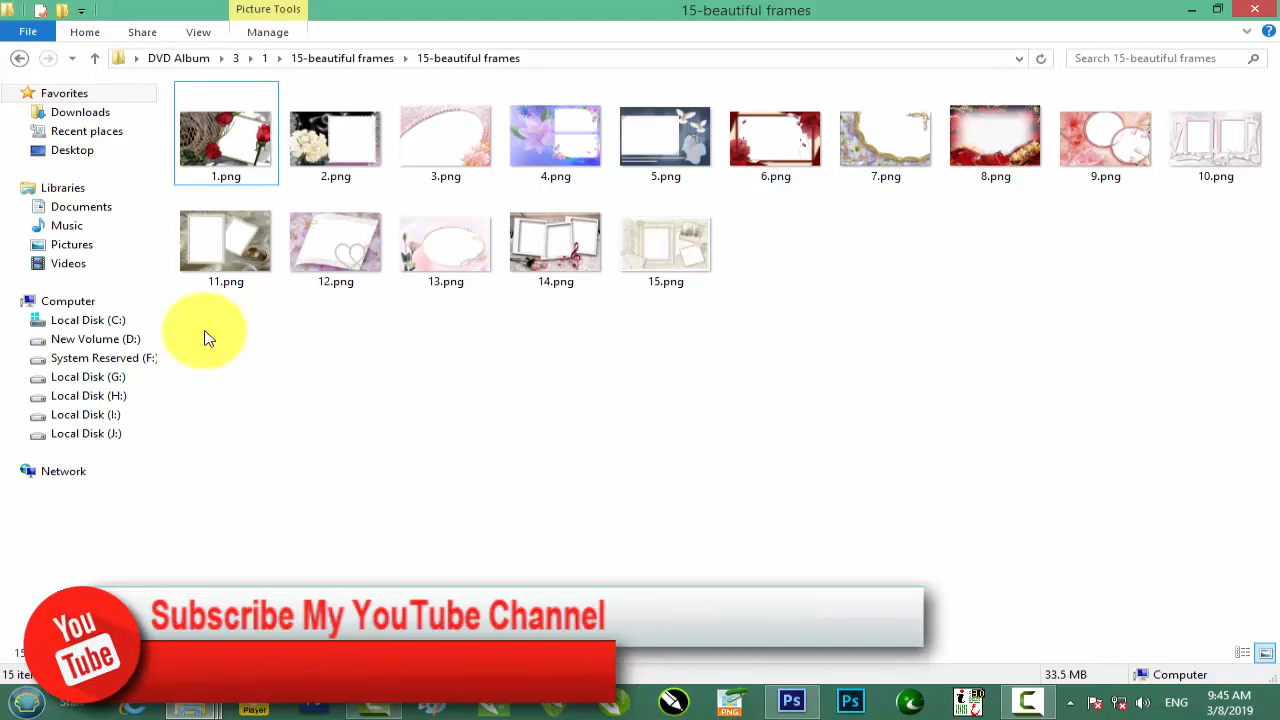 Picture Tools
15-beautiful frames
File
Home
Share
View
Manage
DVD Album
3
1
15-beautiful frames
15-beautiful frames
Search 15-beautiful frames
Favorites
Downloads
Recent places
Desktop
Libraries
Documents
Music
Pictures
Videos
Computer
Local Disk (C:)
New Volume (D:)
System Reserved (F:)
Local Disk (G:)
Local Disk (H:)
Local Disk (I:)
Local Disk (J:)
Network
1.png
2.png
3.png
4.png
5.png
6.png
7.png
8.png
9.png
10.png
11.png
12.png
13.png
14.png
15.png
You
Tube
Subscribe My YouTube Channel
33.5 MB
Computer
Start
Player
PNG
Ps
Ps
ENG
9:45 AM
3/8/2019